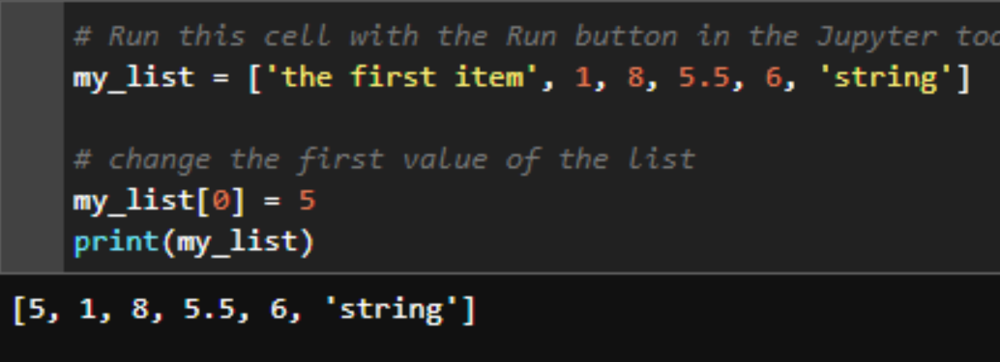 # Run this cell with the Run button in the Jupyter
my_list = ['the first item', 1, 8, 5.5, 6, 'string']
# change the first value of the list
my_list[0] = 5
print(my_list)
[5, 1, 8, 5.5, 6, 'string']